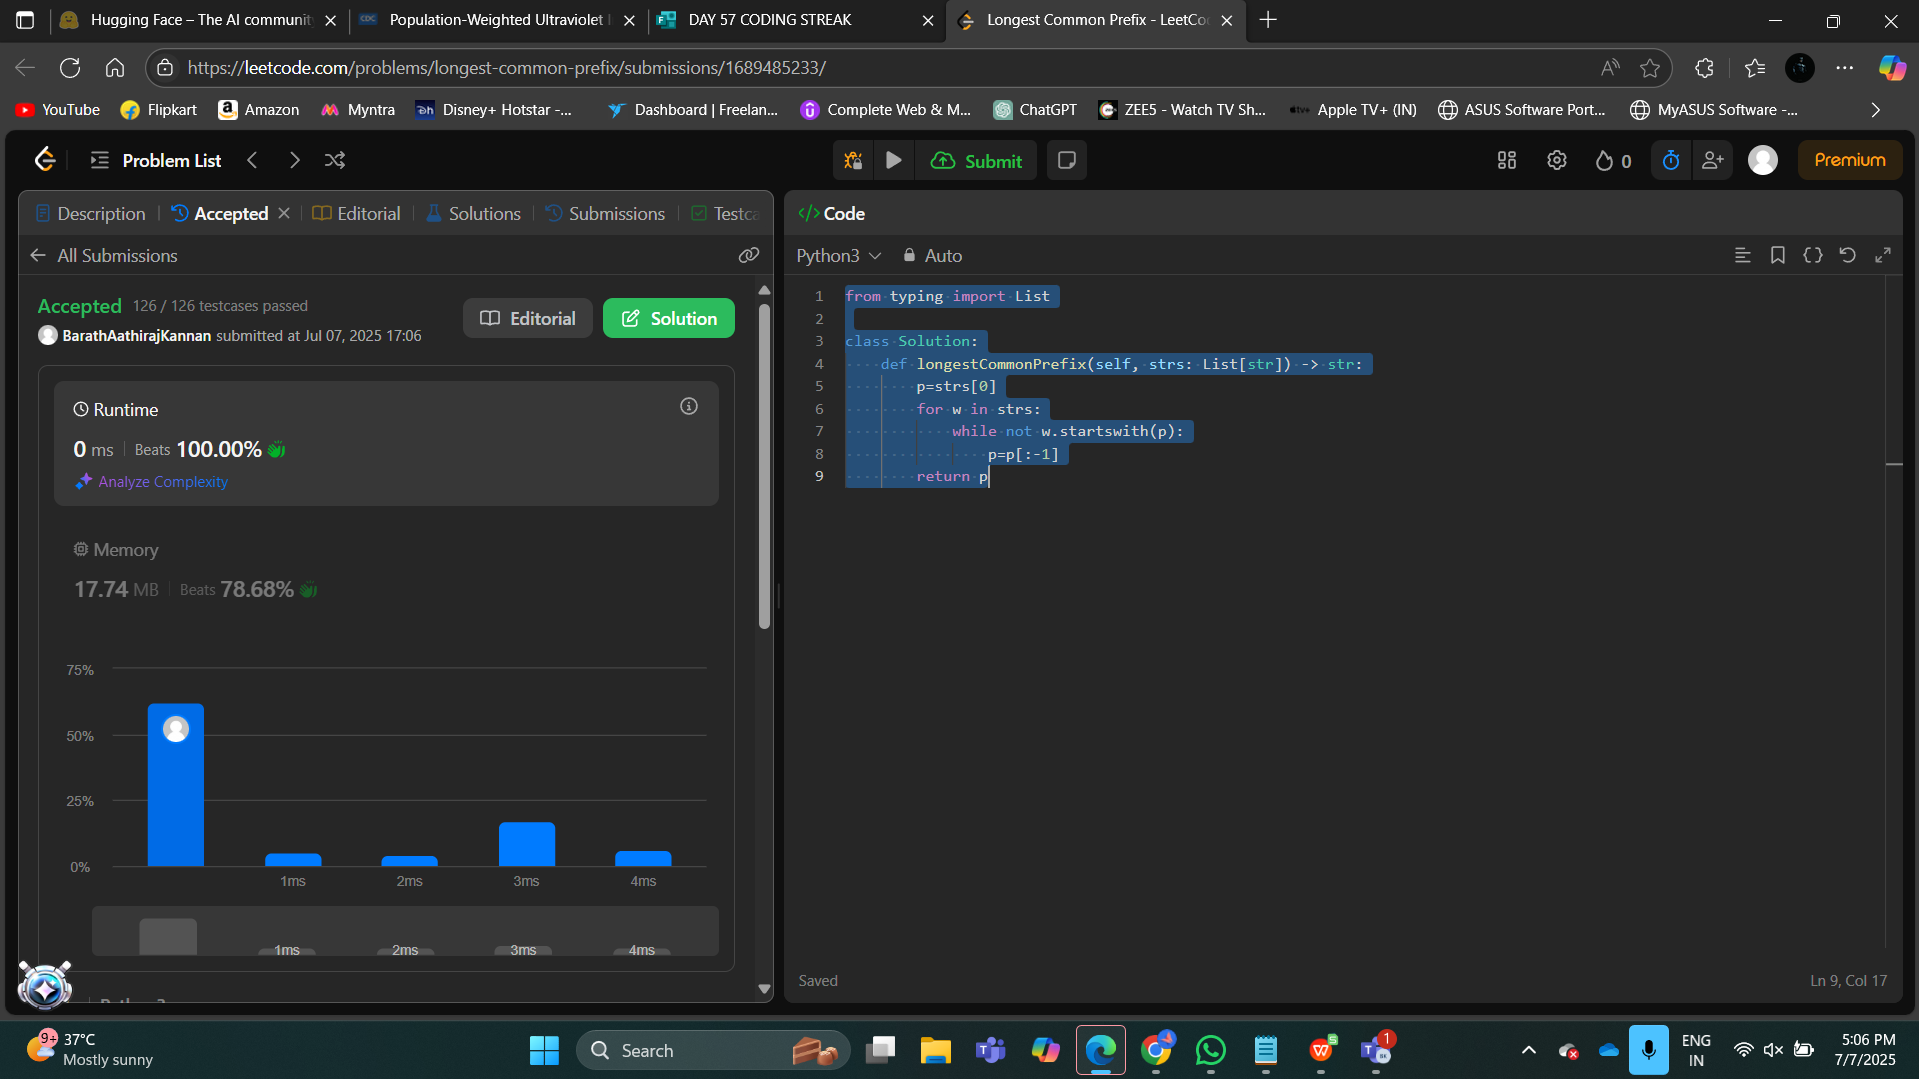 Hugging Face – The AI communit
Population-Weighted Ultraviolet I
DAY 57 CODING STREAK
Longest Common Prefix - LeetCo
https://leetcode.com/problems/longest-common-prefix/submissions/1689485233/
YouTube
Flipkart
Amazon
Myntra
Disney+ Hotstar -...
Dashboard | Freelan...
Complete Web & M...
ChatGPT
ZEE5 - Watch TV Sh...
Apple TV+ (IN)
ASUS Software Port...
MyASUS Software -...
Problem List
Submit
0
Premium
Description
Accepted
Editorial
Solutions
Submissions
Testca
All Submissions
Accepted 126 / 126 testcases passed
BarathAathirajKannan submitted at Jul 07, 2025 17:06
Editorial
Solution
Runtime
0 ms Beats 100.00%
Analyze Complexity
Memory
17.74 MB Beats 78.68%
75%
50%
25%
0%
1ms 2ms 3ms 4ms
1ms 2ms 3ms 4ms
Code
Python3 Auto
1 from typing import List
2
3 class Solution:
4 def longestCommonPrefix(self, strs: List[str]) -> str:
5 p=strs[0]
6 for w in strs:
7 while not w.startswith(p):
8 p=p[:-1]
9 return p
Saved
Ln 9, Col 17
9+
37°C
Mostly sunny
Search
1
ENG
IN
5:06 PM
7/7/2025